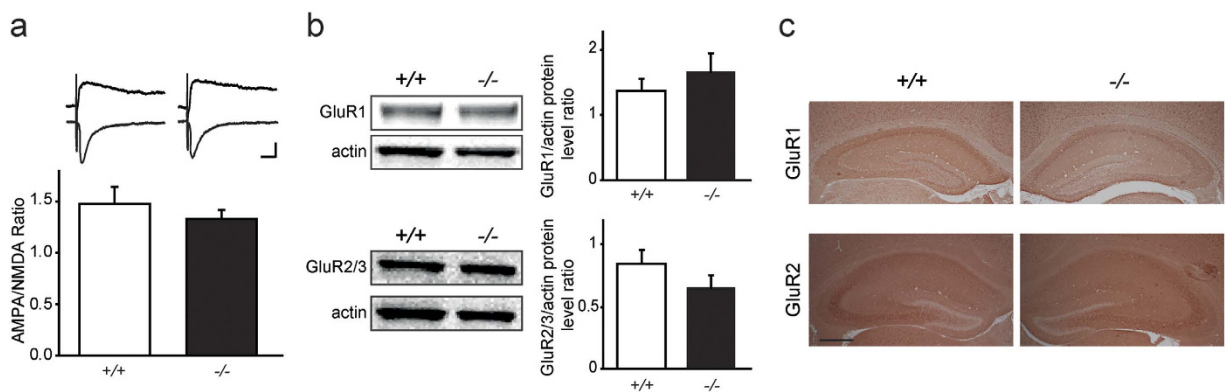 a
1.5
1.0
0.5
0.0
AMPA/NMDA Ratio
+/+ -/-
b
+/+ -/-
GluR1
actin
2
1
0
GluR1/actin protein
level ratio
+/+ -/-
+/+ -/-
GluR2/3
actin
1
0.5
0
GluR2/3/actin protein
level ratio
+/+ -/-
c
+/+ -/-
GluR1
GluR2